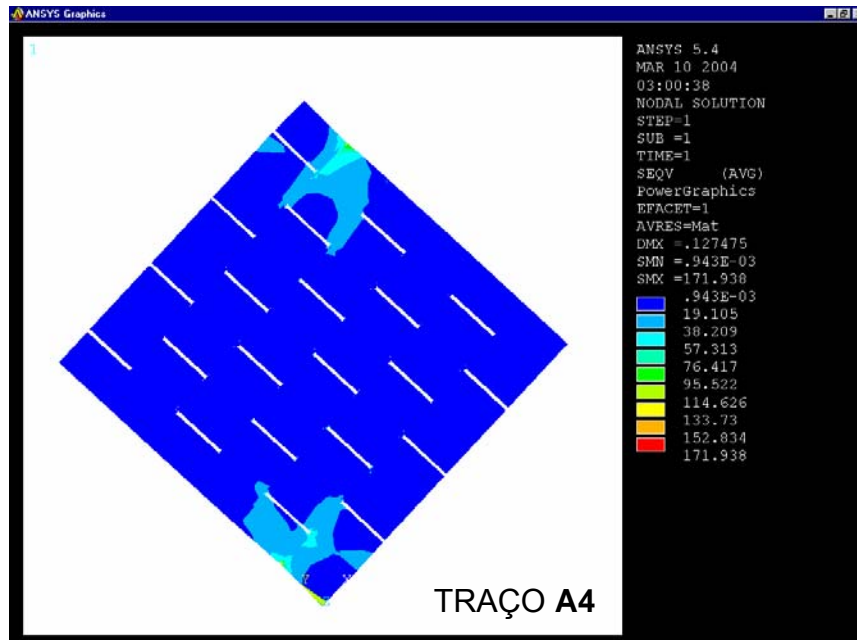 ANSYS Graphics
1
ANSYS 5.4
MAR 10 2004
03:00:38
NODAL SOLUTION
STEP=1
SUB =1
TIME=1
SEQV (AVG)
PowerGraphics
EFACET=1
AVRES=Mat
DMX =.127475
SMN =.943E-03
SMX =171.938
.943E-03
19.105
38.209
57.313
76.417
95.522
114.626
133.73
152.834
171.938
Y
TRAÇO A4